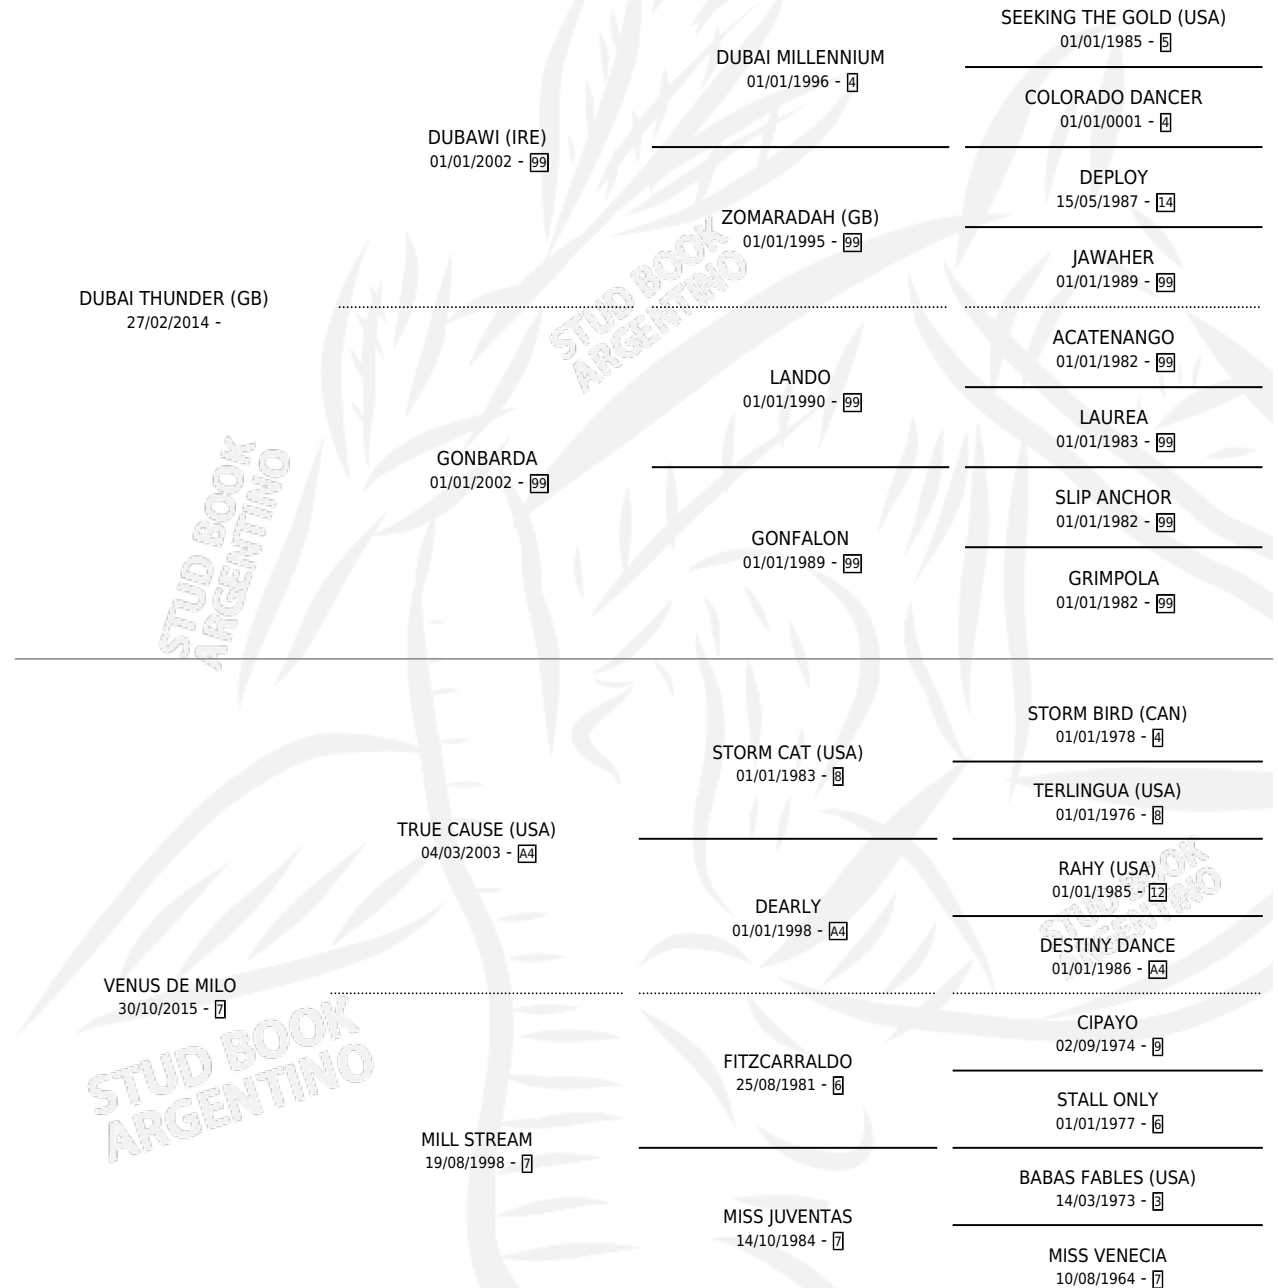 SEEKING THE GOLD (USA)
01/01/1985 - 5
DUBAI MILLENNIUM
01/01/1996 - 4
COLORADO DANCER
01/01/0001 - 4
DUBAWI (IRE)
01/01/2002 - 99
DEPLOY
15/05/1987 - 14
ZOMARADAH (GB)
01/01/1995 - 99
JAWAHER
01/01/1989 - 99
DUBAI THUNDER (GB)
27/02/2014 -
STUD BOOK
ARGENTINO
ACATENANGO
01/01/1982 - 99
LANDO
01/01/1990 - 99
LAUREA
01/01/1983 - 99
GONBARDA
01/01/2002 - 99
STUD BOOK
ARGENTINO
SLIP ANCHOR
01/01/1982 - 99
GONFALON
01/01/1989 - 99
GRIMPOLA
01/01/1982 - 99
STORM BIRD (CAN)
01/01/1978 - 4
STORM CAT (USA)
01/01/1983 - 8
TERLINGUA (USA)
01/01/1976 - 8
TRUE CAUSE (USA)
04/03/2003 - A4
RAHY (USA)
01/01/1985 - 12
STUD BOOK
ARGENTINO
DEARLY
01/01/1998 - A4
DESTINY DANCE
01/01/1986 - A4
VENUS DE MILO
30/10/2015 - 7
STUD BOOK
ARGENTINO
CIPAYO
02/09/1974 - 9
FITZCARRALDO
25/08/1981 - 6
STALL ONLY
01/01/1977 - 6
MILL STREAM
19/08/1998 - 7
BABAS FABLES (USA)
14/03/1973 - 3
MISS JUVENTAS
14/10/1984 - 7
MISS VENECIA
10/08/1964 - 7